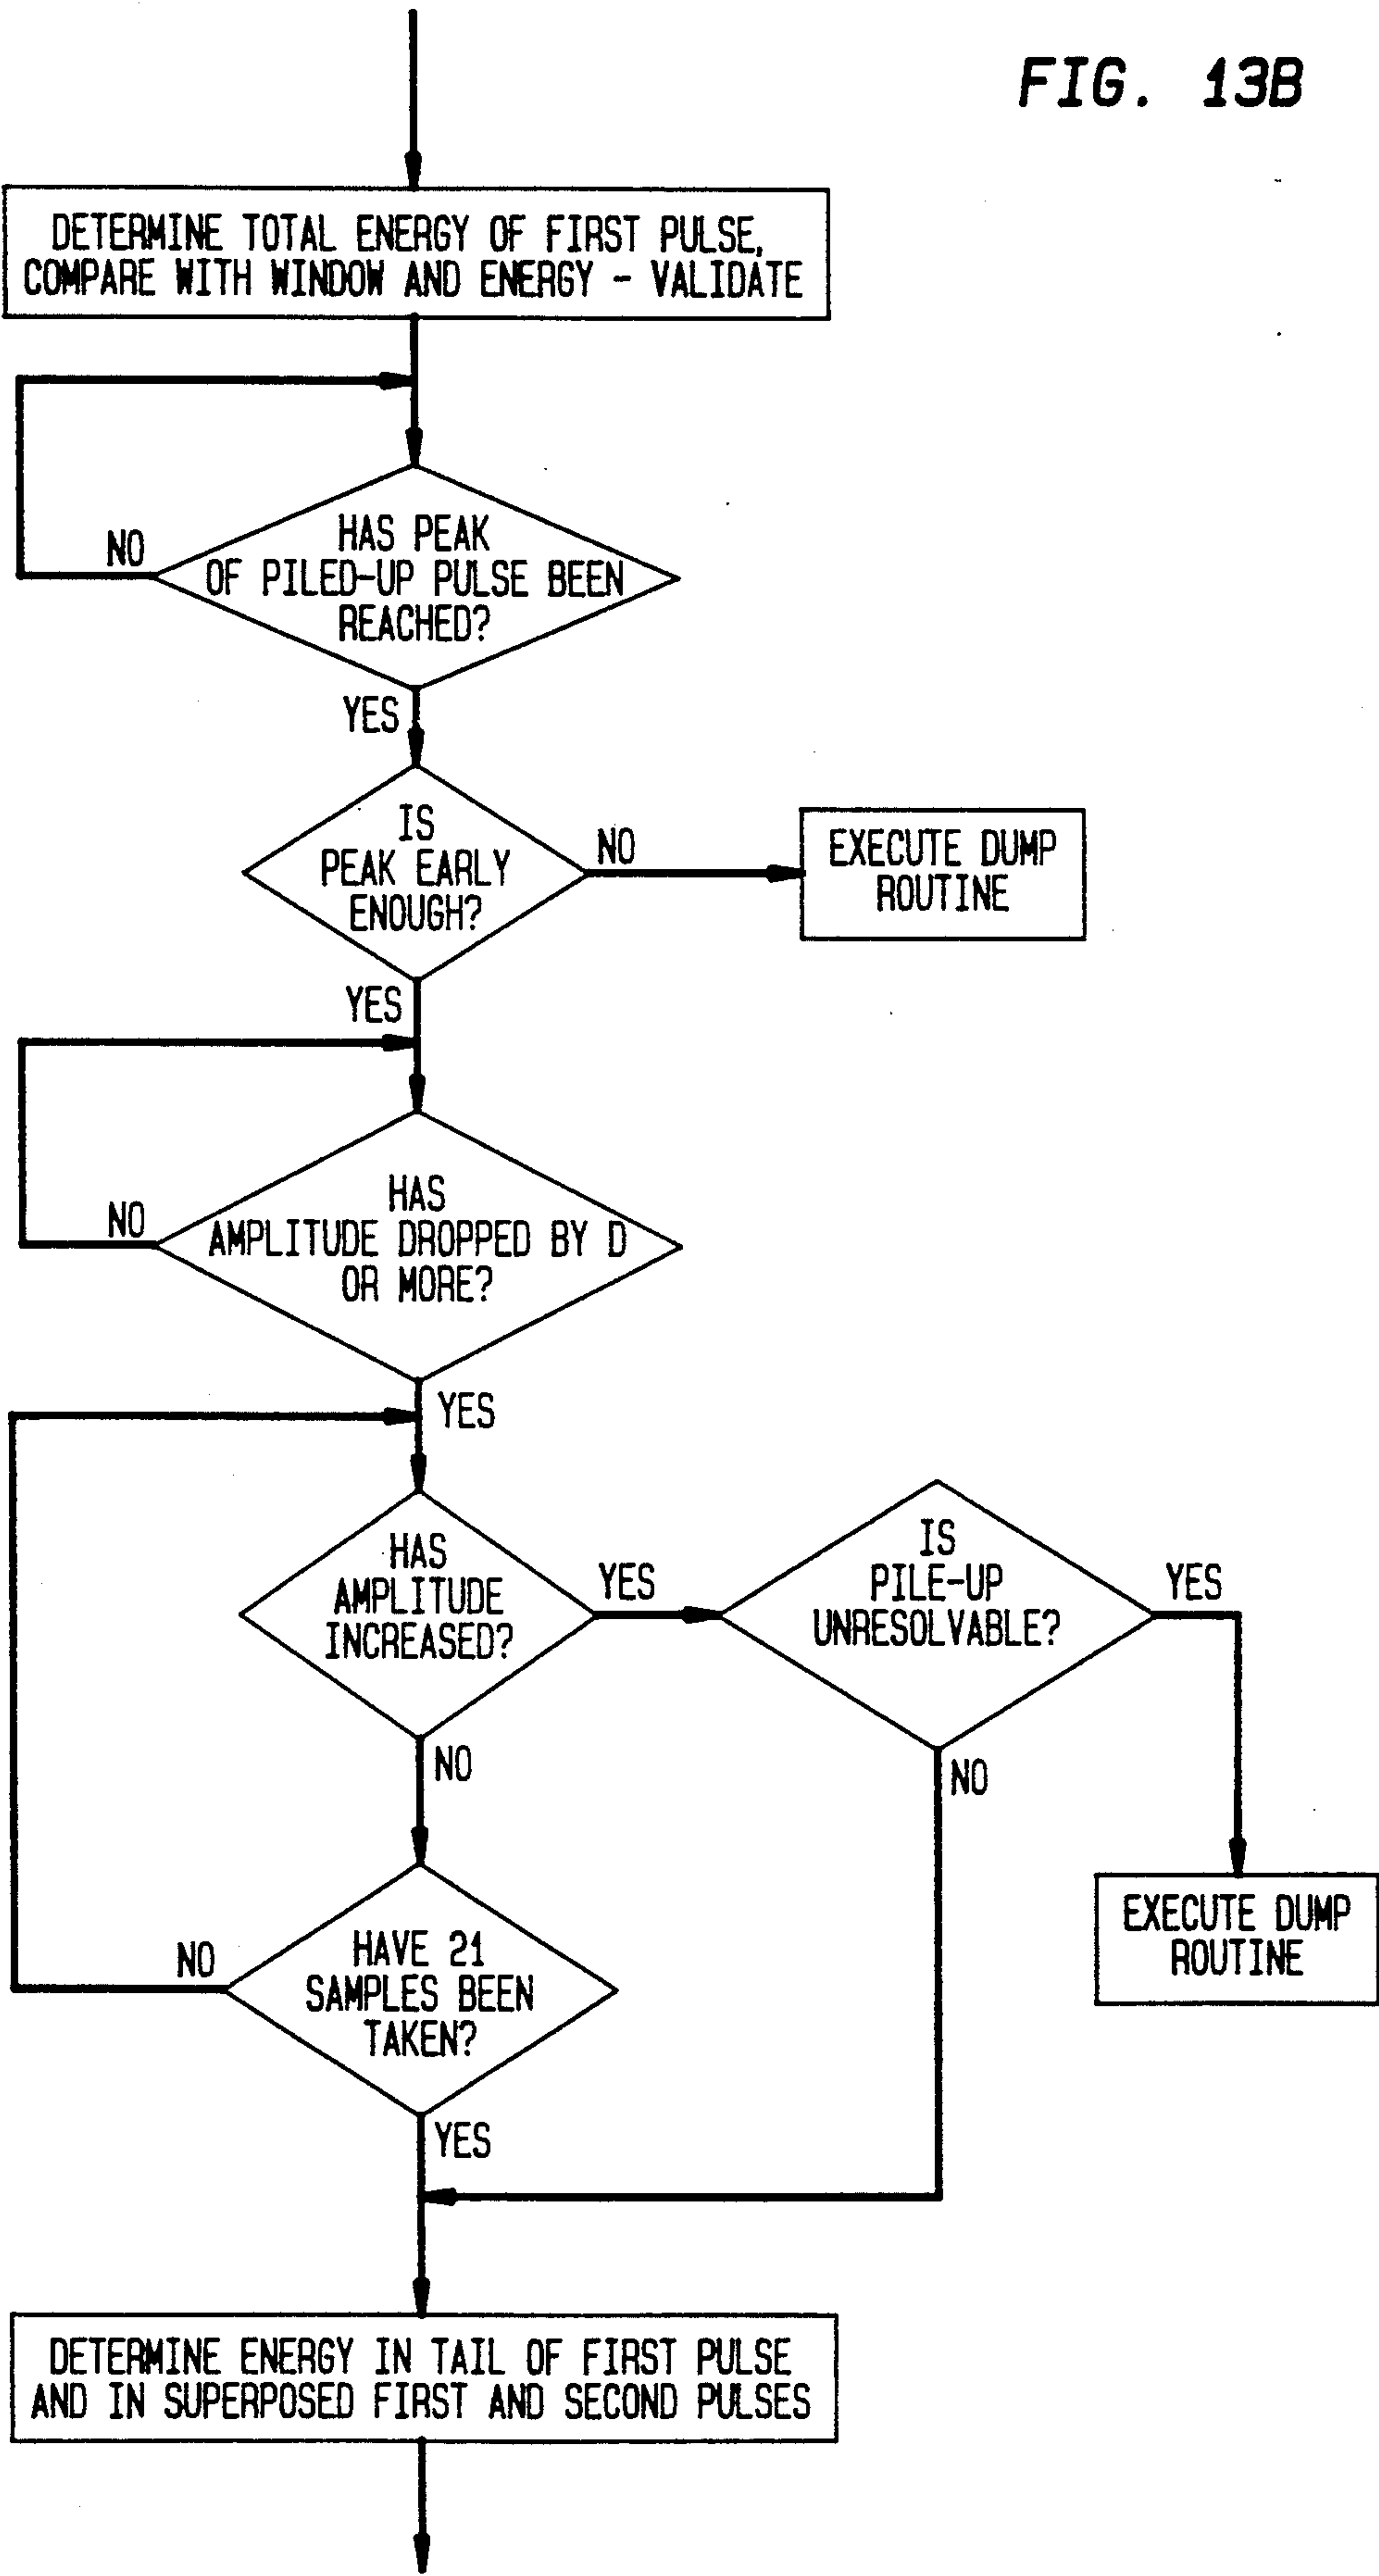 FIG. 13B
DETERMINE TOTAL ENERGY OF FIRST PULSE,
COMPARE WITH WINDOW AND ENERGY - VALIDATE
HAS PEAK
OF PILED-UP PULSE BEEN
REACHED?
NO
YES
IS
PEAK EARLY
ENOUGH?
NO
EXECUTE DUMP
ROUTINE
YES
HAS
AMPLITUDE DROPPED BY D
OR MORE?
NO
YES
HAS
AMPLITUDE
INCREASED?
YES
IS
PILE-UP
UNRESOLVABLE?
YES
NO
NO
EXECUTE DUMP
ROUTINE
HAVE 21
SAMPLES BEEN
TAKEN?
NO
YES
DETERMINE ENERGY IN TAIL OF FIRST PULSE
AND IN SUPERPOSED FIRST AND SECOND PULSES